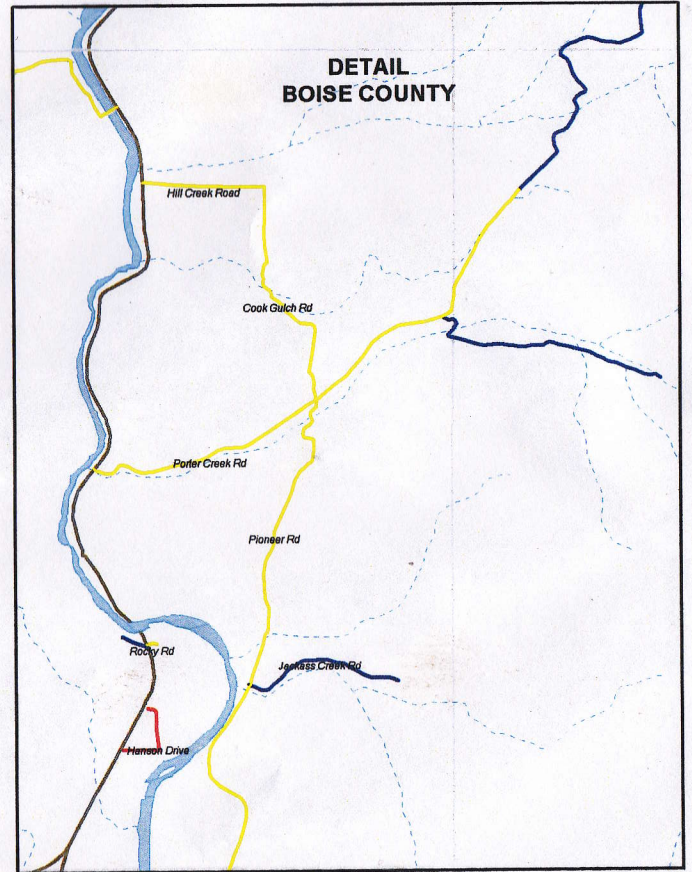 DETAIL
BOISE COUNTY
Hill Creek Road
Cook Gulch Rd
Porter Creek Rd
Pioneer Rd
Rocky Rd
Jackass Creek Rd
Hanson Drive